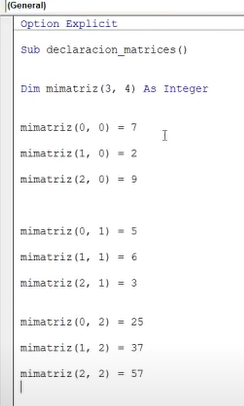 (General)
Option Explicit
Sub declaracion_matrices()
Dim mimatriz(3, 4) As Integer
mimatriz(0, 0) = 7
mimatriz(1, 0) = 2
mimatriz(2, 0) = 9
mimatriz(0, 1) = 5
mimatriz(1, 1) = 6
mimatriz(2, 1) = 3
mimatriz(0, 2) = 25
mimatriz(1, 2) = 37
mimatriz(2, 2) = 57